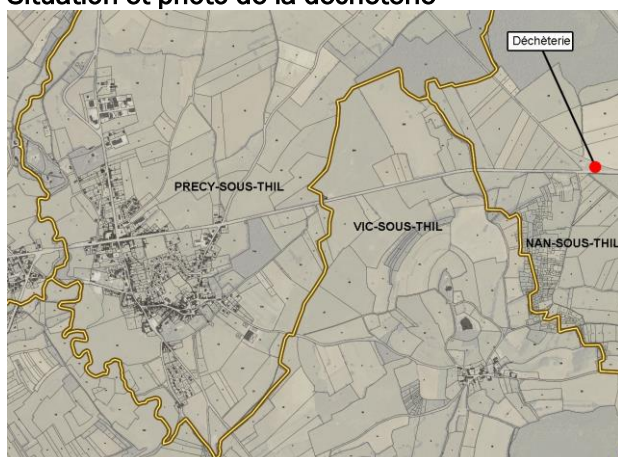 Situation et photo de la déchèterie
Déchèterie
PRECY-SOUS-THIL
VIC-SOUS-THIL
NAN-SOUS-THIL